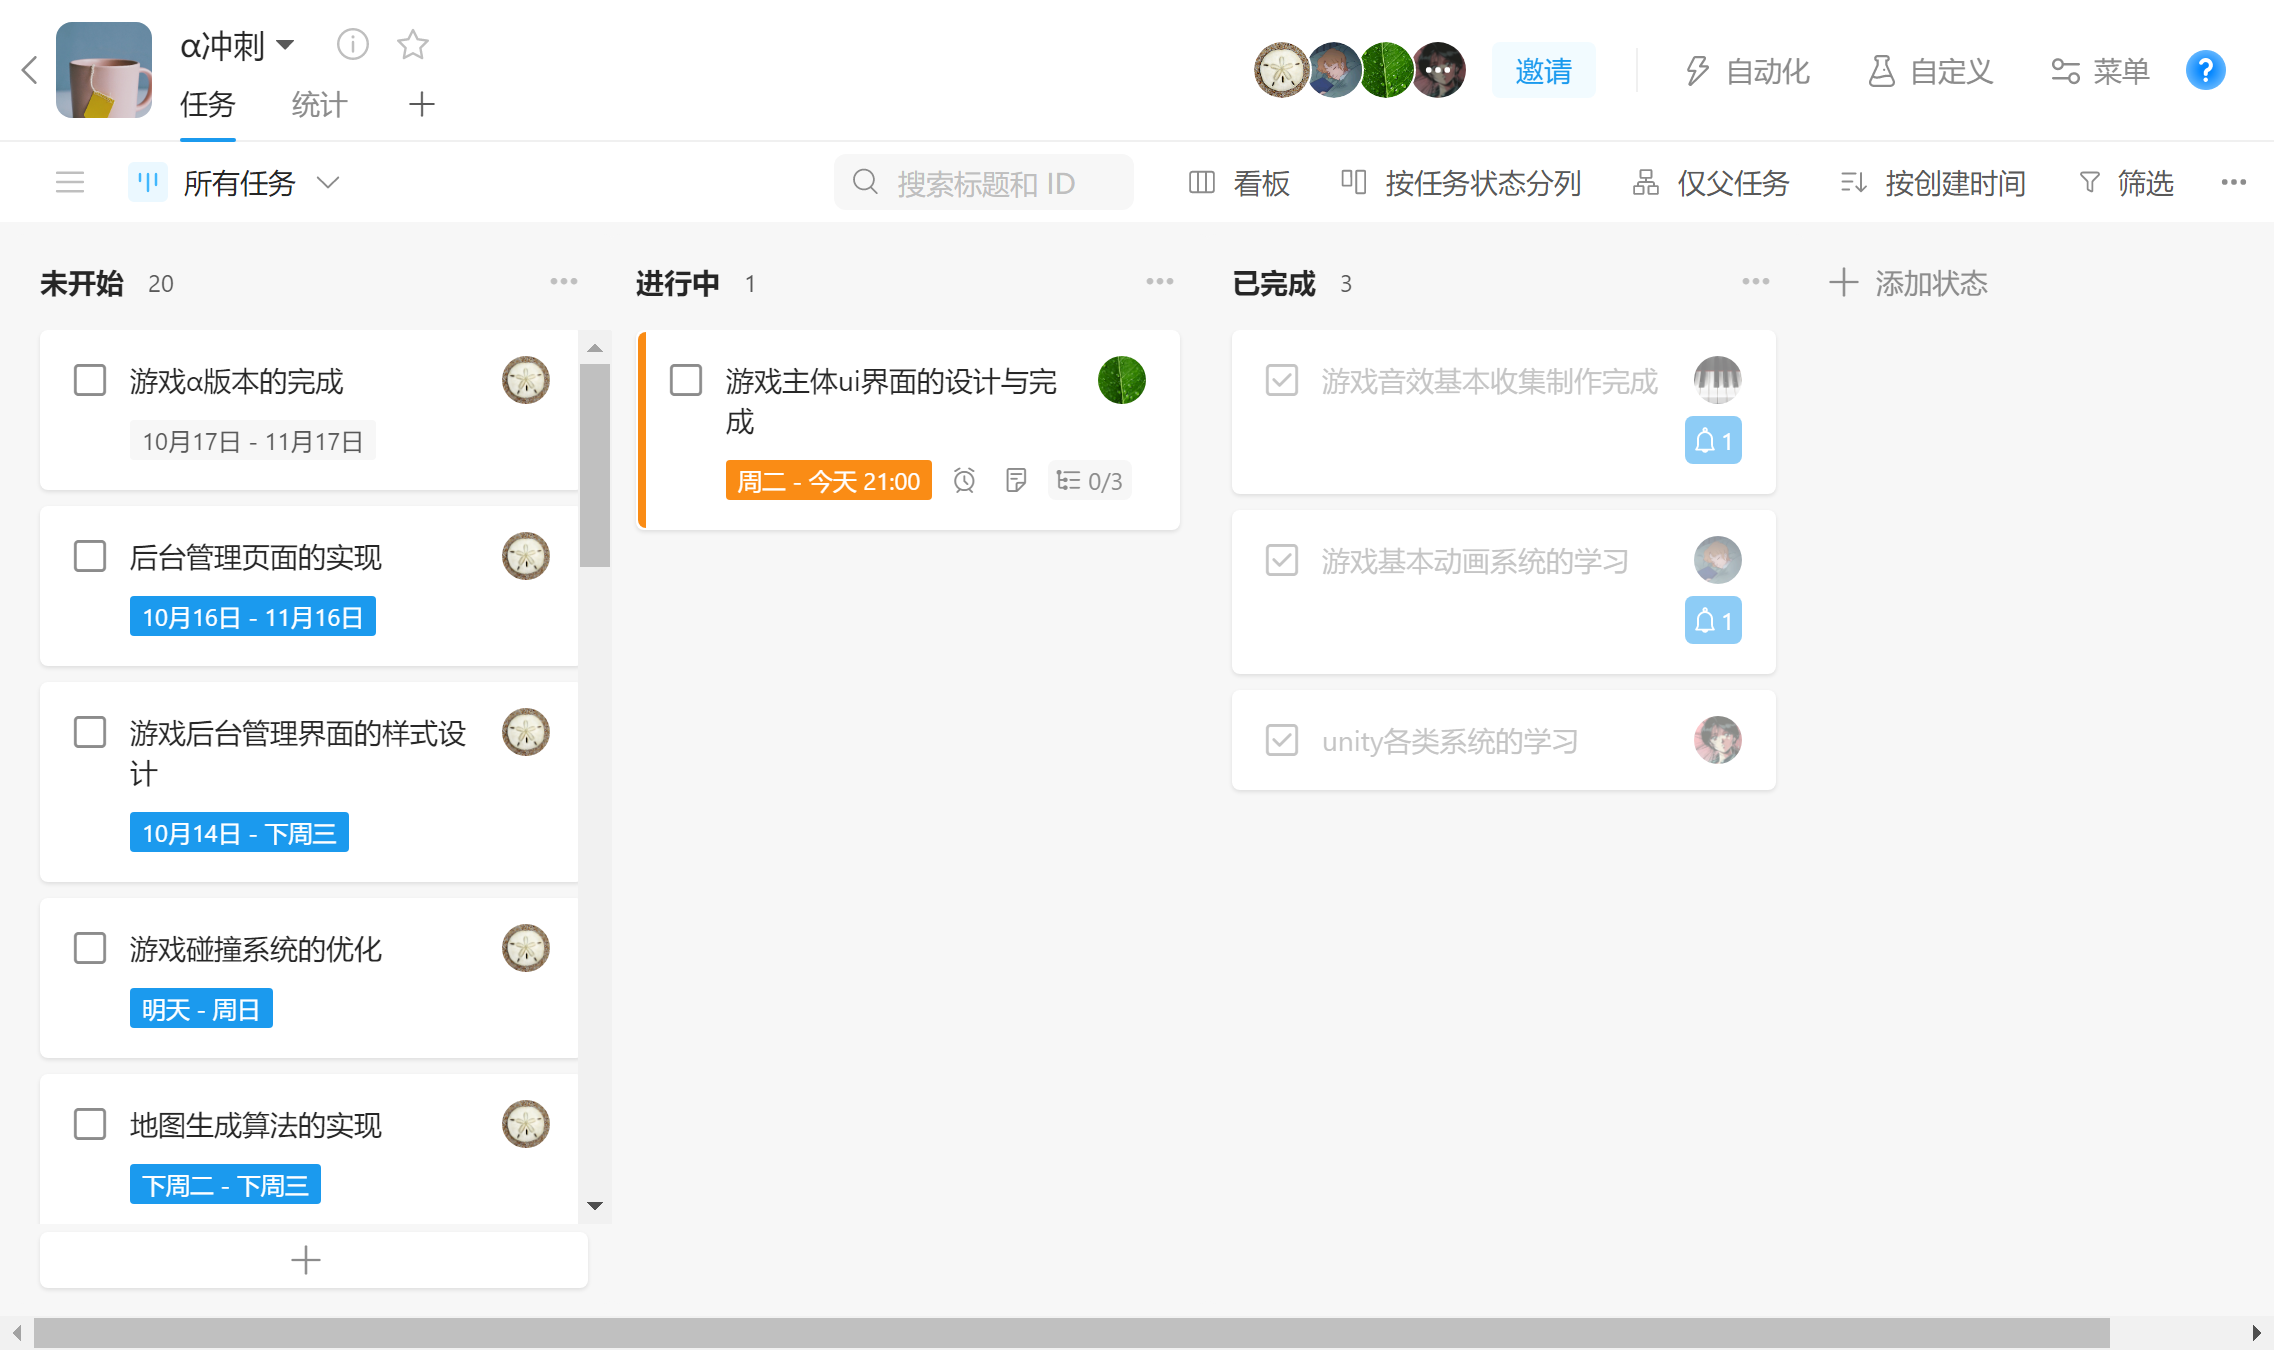 α冲刺
任务 统计
邀请 自动化 自定义 菜单 ?
所有任务 搜索标题和 ID 看板 按任务状态分列 仅父任务 按创建时间 筛选
未开始 20
游戏α版本的完成
10月17日 - 11月17日
后台管理页面的实现
10月16日 - 11月16日
游戏后台管理界面的样式设
计
10月14日 - 下周三
游戏碰撞系统的优化
明天 - 周日
地图生成算法的实现
下周二 - 下周三
进行中 1
游戏主体ui界面的设计与完
成
周二 - 今天 21:00 0/3
已完成 3
游戏音效基本收集制作完成
1
游戏基本动画系统的学习
1
unity各类系统的学习
添加状态